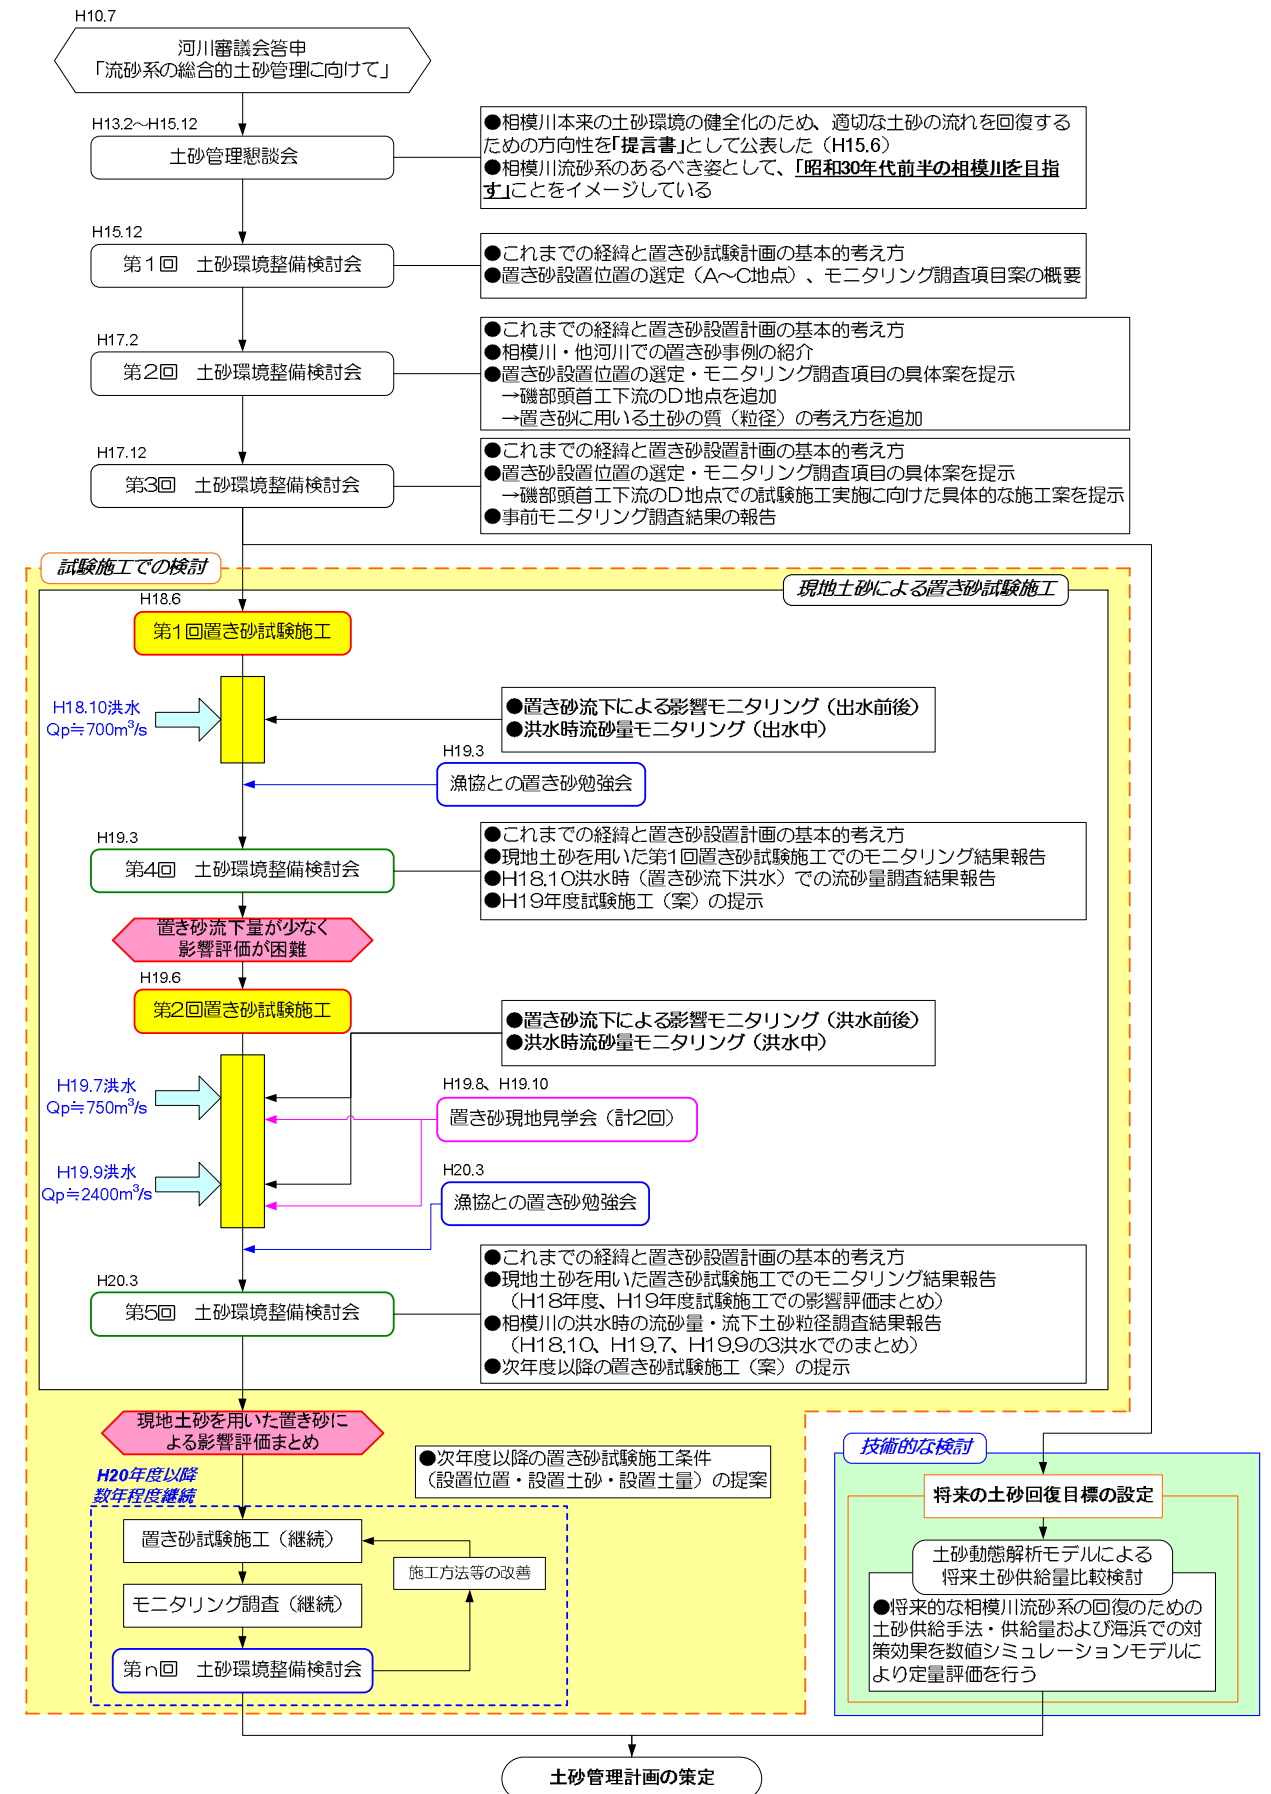 H10.7
河川審議会答申
「流砂系の総合的土砂管理に向けて」
H13.2～H15.12
土砂管理懇談会
●相模川本来の土砂環境の健全化のため、適切な土砂の流れを回復する
ための方向性を「提言書」として公表した（H15.6）
●相模川流砂系のあるべき姿として、「昭和30年代前半の相模川を目指
す」ことをイメージしている
H15.12
第１回　土砂環境整備検討会
●これまでの経緯と置き砂試験計画の基本的考え方
●置き砂設置位置の選定（A～C地点）、モニタリング調査項目案の概要
H17.2
第２回　土砂環境整備検討会
●これまでの経緯と置き砂設置計画の基本的考え方
●相模川・他河川での置き砂事例の紹介
●置き砂設置位置の選定・モニタリング調査項目の具体案を提示
→磯部頭首工下流のD地点を追加
→置き砂に用いる土砂の質（粒径）の考え方を追加
H17.12
第3回　土砂環境整備検討会
●これまでの経緯と置き砂設置計画の基本的考え方
●置き砂設置位置の選定・モニタリング調査項目の具体案を提示
→磯部頭首工下流のD地点での試験施工実施に向けた具体的な施工案を提示
●事前モニタリング調査結果の報告
試験施工での検討
現地土砂による置き砂試験施工
H18.6
第1回置き砂試験施工
H18.10洪水
Qp≒700m³/s
●置き砂流下による影響モニタリング（出水前後）
●洪水時流砂量モニタリング（出水中）
H19.3
漁協との置き砂勉強会
H19.3
第4回　土砂環境整備検討会
●これまでの経緯と置き砂設置計画の基本的考え方
●現地土砂を用いた第1回置き砂試験施工でのモニタリング結果報告
●H18.10洪水時（置き砂流下洪水）での流砂量調査結果報告
●H19年度試験施工（案）の提示
置き砂流下量が少なく
影響評価が困難
H19.6
第2回置き砂試験施工
●置き砂流下による影響モニタリング（洪水前後）
●洪水時流砂量モニタリング（洪水中）
H19.7洪水
Qp≒750m³/s
H19.8、H19.10
置き砂現地見学会（計2回）
H19.9洪水
Qp≒2400m³/s
H20.3
漁協との置き砂勉強会
H20.3
第5回　土砂環境整備検討会
●これまでの経緯と置き砂設置計画の基本的考え方
●現地土砂を用いた置き砂試験施工でのモニタリング結果報告
（H18年度、H19年度試験施工での影響評価まとめ）
●相模川の洪水時の流砂量・流下土砂粒径調査結果報告
（H18.10、H19.7、H19.9の3洪水でのまとめ）
●次年度以降の置き砂試験施工（案）の提示
現地土砂を用いた置き砂に
よる影響評価まとめ
●次年度以降の置き砂試験施工条件
（設置位置・設置土砂・設置土量）の提案
H20年度以降
数年程度継続
置き砂試験施工（継続）
施工方法等の改善
モニタリング調査（継続）
第ｎ回　土砂環境整備検討会
技術的な検討
将来の土砂回復目標の設定
土砂動態解析モデルによる
将来土砂供給量比較検討
●将来的な相模川流砂系の回復のための
土砂供給手法・供給量および海浜での対
策効果を数値シミュレーションモデルに
より定量評価を行う
土砂管理計画の策定